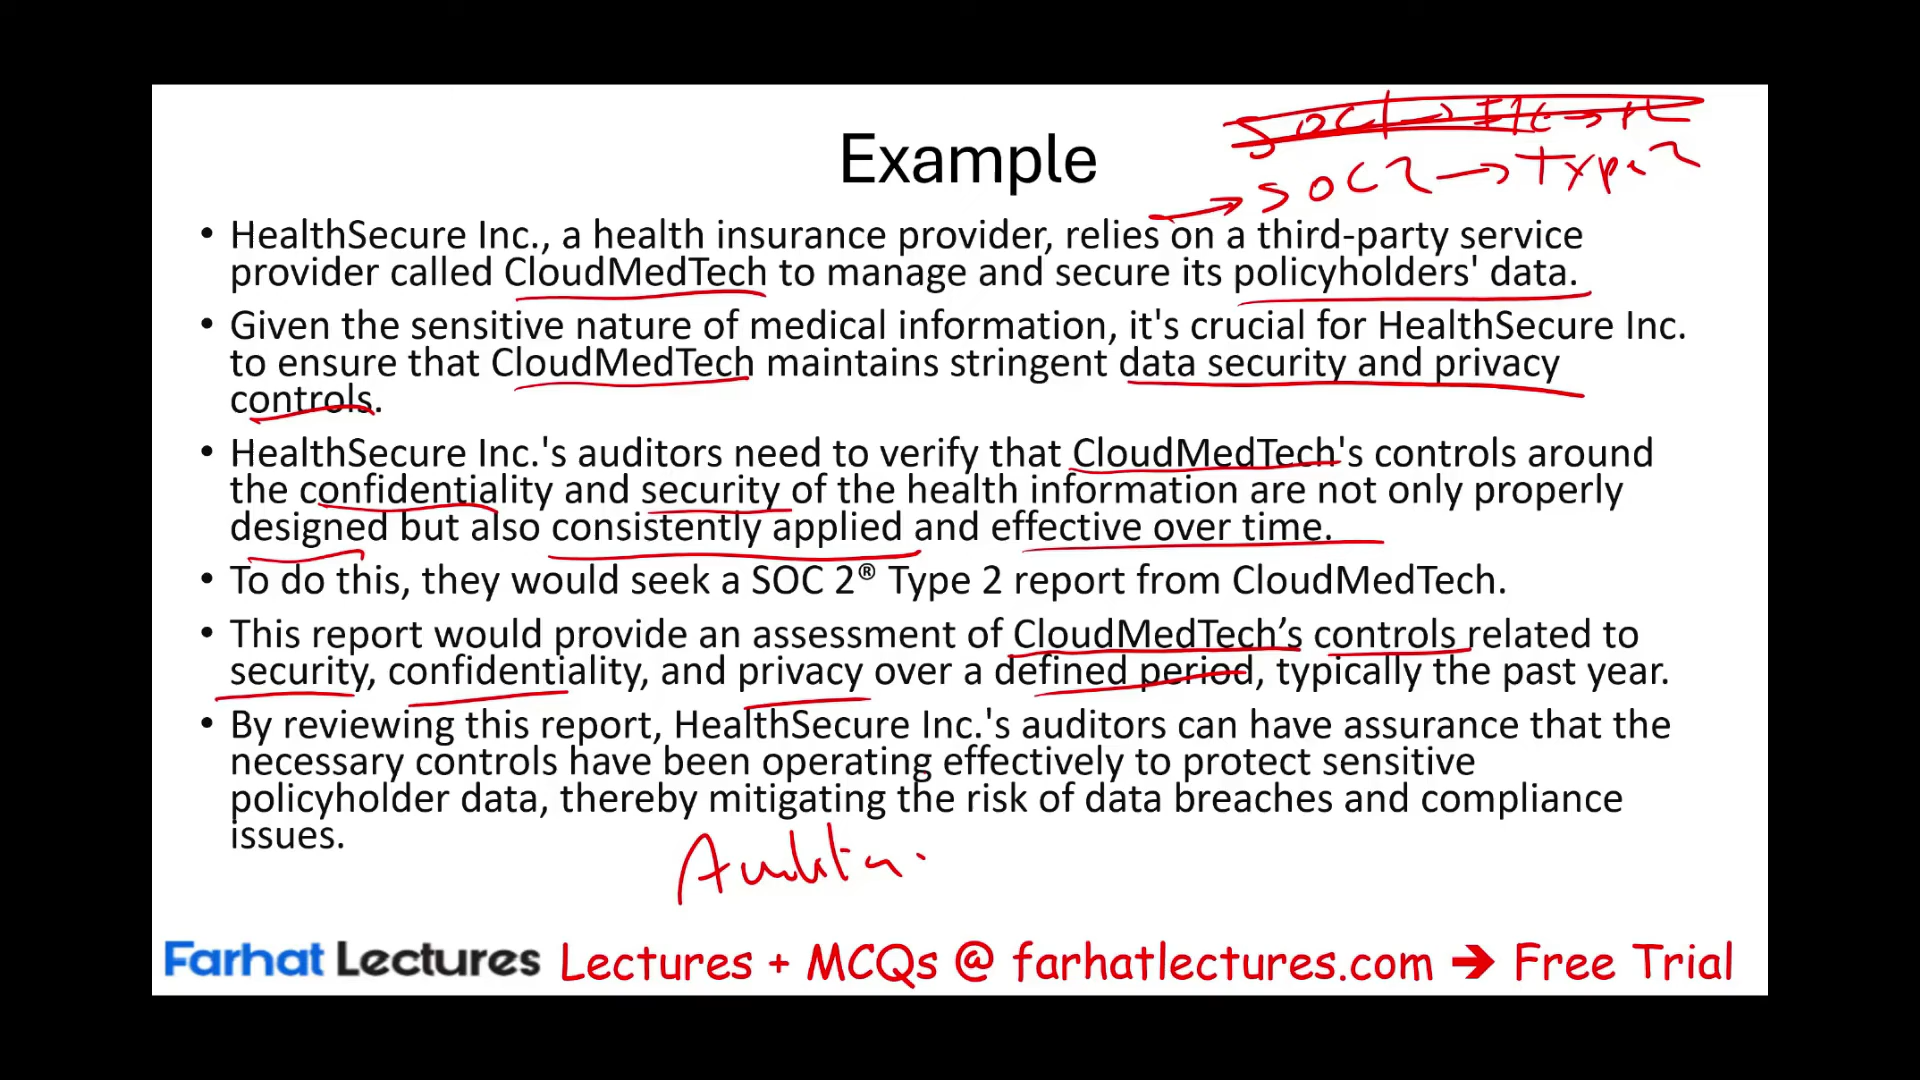 Example
SOC 2 → Type 2
• HealthSecure Inc., a health insurance provider, relies on a third-party service
provider called CloudMedTech to manage and secure its policyholders' data.
• Given the sensitive nature of medical information, it's crucial for HealthSecure Inc.
to ensure that CloudMedTech maintains stringent data security and privacy
controls.
• HealthSecure Inc.'s auditors need to verify that CloudMedTech's controls around
the confidentiality and security of the health information are not only properly
designed but also consistently applied and effective over time.
• To do this, they would seek a SOC 2® Type 2 report from CloudMedTech.
• This report would provide an assessment of CloudMedTech’s controls related to
security, confidentiality, and privacy over a defined period, typically the past year.
• By reviewing this report, HealthSecure Inc.'s auditors can have assurance that the
necessary controls have been operating effectively to protect sensitive
policyholder data, thereby mitigating the risk of data breaches and compliance
issues.
Farhat Lectures Lectures + MCQs @ farhatlectures.com → Free Trial